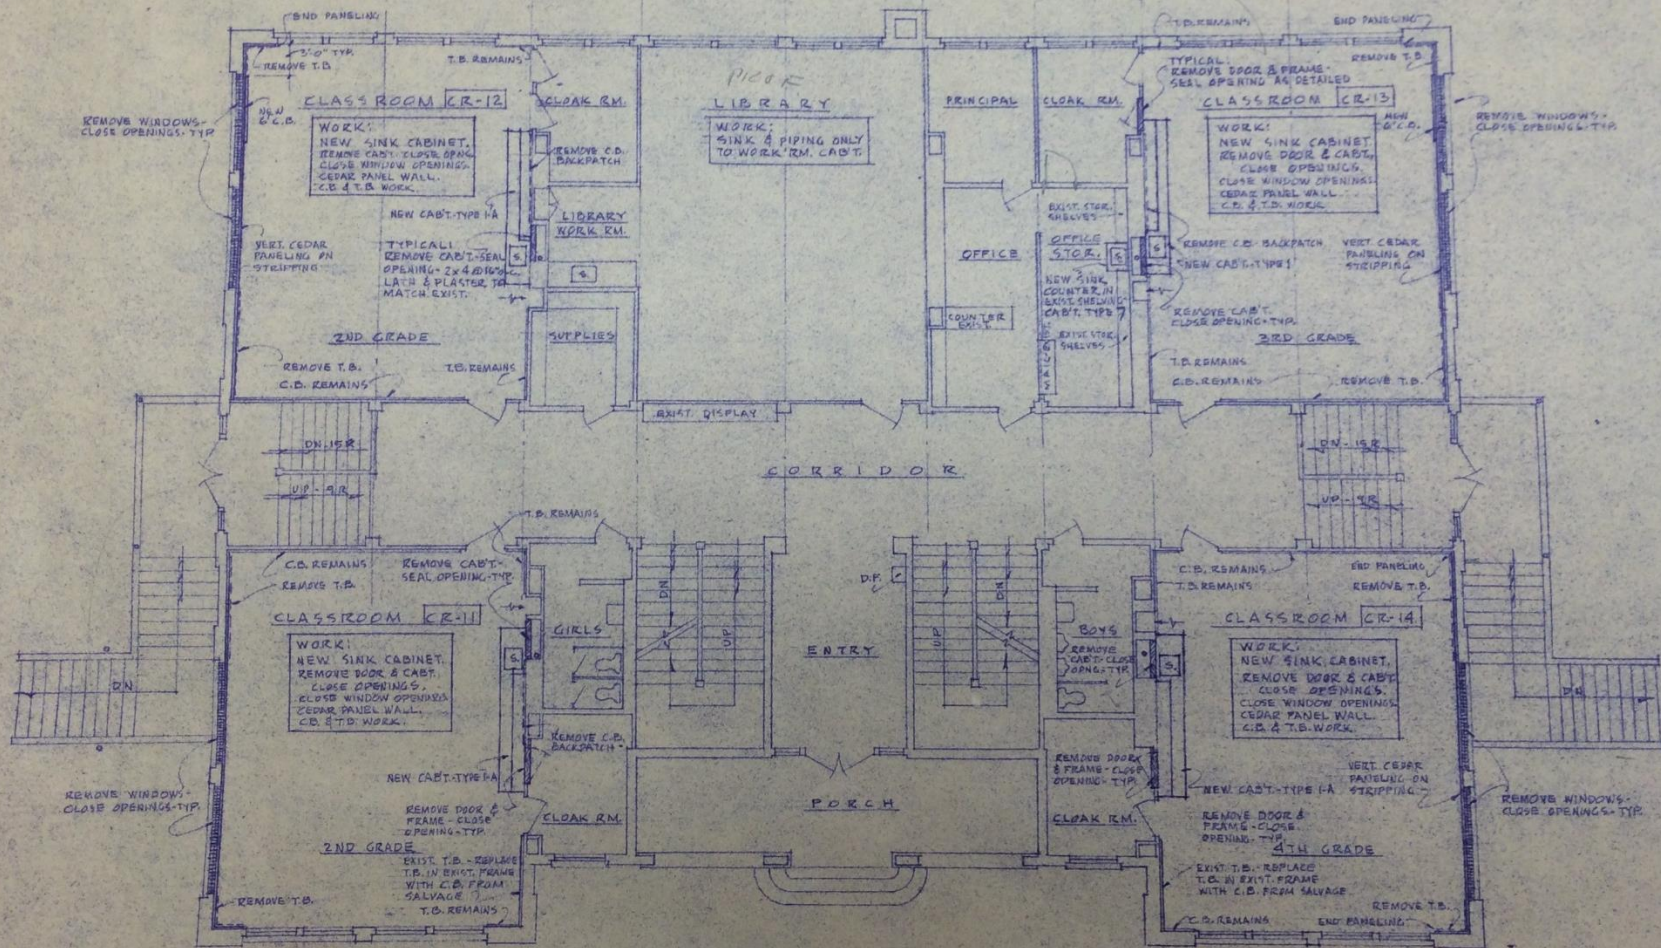 END PANELING
3'-0" TYP.
REMOVE T.B.
T.B. REMAINS
CLASSROOM CR-12
NEW
6' C.B.
REMOVE WINDOWS-
CLOSE OPENINGS-TYP.
WORK:
NEW SINK CABINET.
REMOVE CAB'T. CLOSE OPNG.
CLOSE WINDOW OPENINGS.
CEDAR PANEL WALL.
C.B. & T.B. WORK.
CLOAK RM.
REMOVE C.B.
BACKPATCH
NEW CAB'T.-TYPE 1-A
LIBRARY
WORK RM.
S.
S.
VERT. CEDAR
PANELING ON
STRIPPING
TYPICAL:
REMOVE CAB'T.-SEAL
OPENING- 2x4 @ 16" o.c.
LATH & PLASTER TO
MATCH EXIST.
2ND GRADE
SUPPLIES
REMOVE T.B.
C.B. REMAINS
T.B. REMAINS
LIBRARY
WORK:
SINK & PIPING ONLY
TO WORK RM. CAB'T.
EXIST. DISPLAY
PRINCIPAL
CLOAK RM.
OFFICE
COUNTER
EXIST.
EXIST. STOR.
SHELVES
OFFICE
STOR.
S
NEW SINK
COUNTER IN
EXIST. SHELVING
CAB'T. TYPE 7
EXIST. STOR.
SHELVES
T.B. REMAINS
END PANELING
TYPICAL:
REMOVE DOOR & FRAME-
SEAL OPENING AS DETAILED
REMOVE T.B.
CLASSROOM CR-13
NEW
6' C.B.
REMOVE WINDOWS-
CLOSE OPENINGS-TYP.
WORK:
NEW SINK CABINET
REMOVE DOOR & CAB'T.
CLOSE OPENINGS.
CLOSE WINDOW OPENINGS
CEDAR PANEL WALL.
C.B. & T.B. WORK
S
REMOVE C.B. BACKPATCH
NEW CAB'T.-TYPE 1
VERT. CEDAR
PANELING ON
STRIPPING
REMOVE CAB'T.
CLOSE OPENING-TYP.
3RD GRADE
T.B. REMAINS
C.B. REMAINS
REMOVE T.B.
DN-15R
UP-9R
CORRIDOR
DN-15R
UP-9R
T.B. REMAINS
C.B. REMAINS
REMOVE T.B.
REMOVE CAB'T.-
SEAL OPENING-TYP.
CLASSROOM CR-11
WORK:
NEW SINK CABINET.
REMOVE DOOR & CABT.
CLOSE OPENINGS.
CLOSE WINDOW OPENINGS
CEDAR PANEL WALL.
C.B. & T.B. WORK.
S.
GIRLS
DN
UP
DN
REMOVE C.B.
BACKPATCH
NEW CAB'T.-TYPE 1-A
REMOVE WINDOWS-
CLOSE OPENINGS-TYP.
REMOVE DOOR &
FRAME-CLOSE
OPENING-TYP.
CLOAK RM.
2ND GRADE
EXIST. T.B.-REPLACE
T.B. IN EXIST. FRAME
WITH C.B. FROM
SALVAGE
REMOVE T.B.
T.B. REMAINS
D.F.
ENTRY
PORCH
UP
DN
BOYS
REMOVE
CAB'T-CLOSE
OPNG.-TYP.
REMOVE DOOR
& FRAME-CLOSE
OPENING-TYP.
CLOAK RM.
C.B. REMAINS
T.B. REMAINS
END PANELING
REMOVE T.B.
CLASSROOM CR-14
WORK:
NEW SINK CABINET.
REMOVE DOOR & CABT
CLOSE OPENINGS.
CLOSE WINDOW OPENINGS
CEDAR PANEL WALL.
C.B. & T.B. WORK.
S.
DN
VERT. CEDAR
PANELING ON
STRIPPING
NEW CAB'T.-TYPE 1-A
REMOVE WINDOWS-
CLOSE OPENINGS-TYP.
REMOVE DOOR &
FRAME-CLOSE
OPENING-TYP.
4TH GRADE
EXIST. T.B.-REPLACE
T.B. IN EXIST. FRAME
WITH C.B. FROM SALVAGE
REMOVE T.B.
C.B. REMAINS
END PANELING